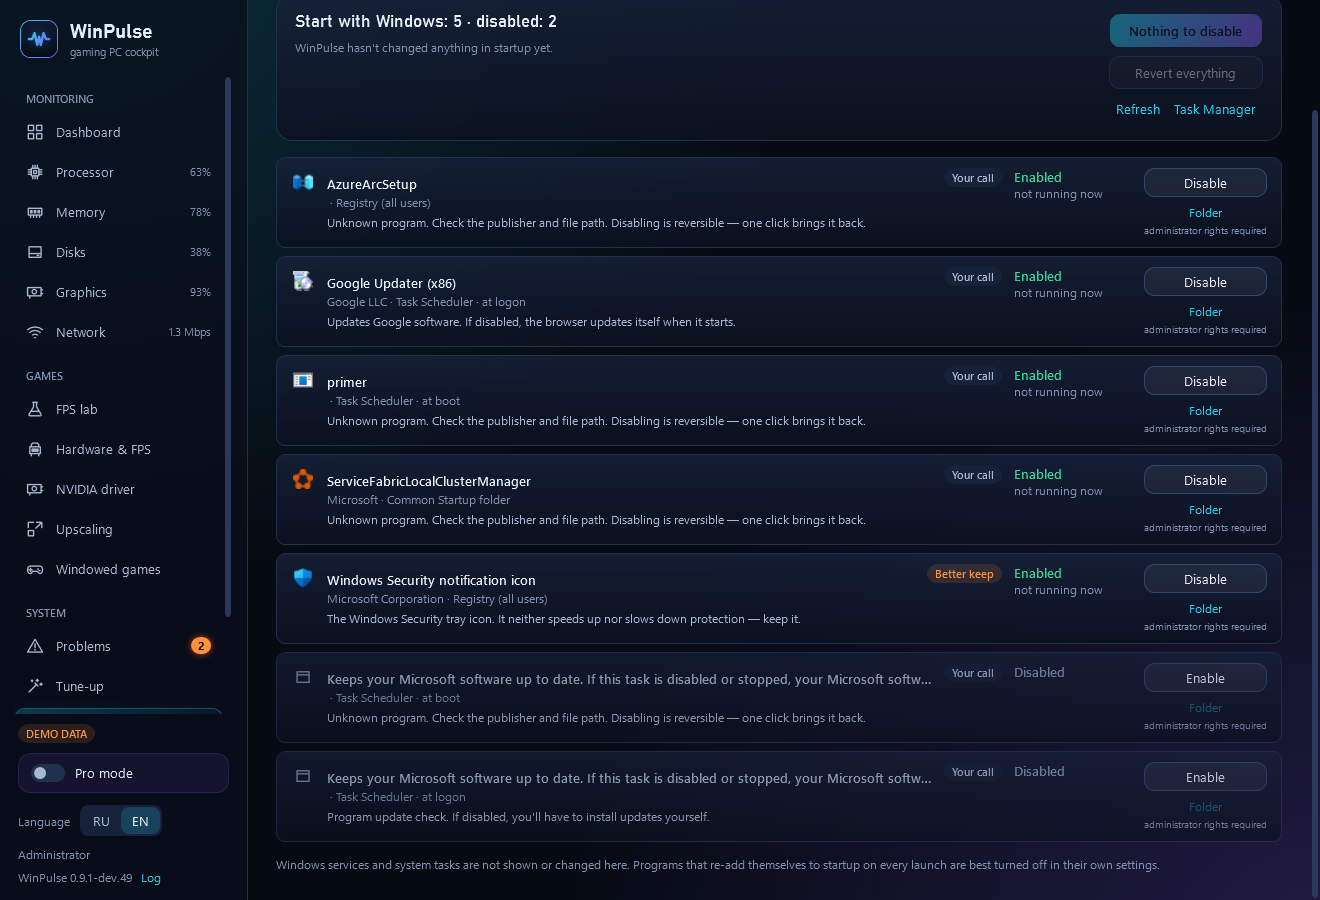 WinPulse
gaming PC cockpit
MONITORING
Dashboard
Processor 63%
Memory 78%
Disks 38%
Graphics 93%
Network 1.3 Mbps
GAMES
FPS lab
Hardware & FPS
NVIDIA driver
Upscaling
Windowed games
SYSTEM
Problems 2
Tune-up
DEMO DATA
Pro mode
Language RU EN
Administrator
WinPulse 0.9.1-dev.49 Log
Start with Windows: 5 · disabled: 2
WinPulse hasn't changed anything in startup yet.
Nothing to disable
Revert everything
Refresh Task Manager
AzureArcSetup
· Registry (all users)
Unknown program. Check the publisher and file path. Disabling is reversible — one click brings it back.
Your call
Enabled
not running now
Disable
Folder
administrator rights required
Google Updater (x86)
Google LLC · Task Scheduler · at logon
Updates Google software. If disabled, the browser updates itself when it starts.
Your call
Enabled
not running now
Disable
Folder
administrator rights required
primer
· Task Scheduler · at boot
Unknown program. Check the publisher and file path. Disabling is reversible — one click brings it back.
Your call
Enabled
not running now
Disable
Folder
administrator rights required
ServiceFabricLocalClusterManager
Microsoft · Common Startup folder
Unknown program. Check the publisher and file path. Disabling is reversible — one click brings it back.
Your call
Enabled
not running now
Disable
Folder
administrator rights required
Windows Security notification icon
Microsoft Corporation · Registry (all users)
The Windows Security tray icon. It neither speeds up nor slows down protection — keep it.
Better keep
Enabled
not running now
Disable
Folder
administrator rights required
Keeps your Microsoft software up to date. If this task is disabled or stopped, your Microsoft softw...
· Task Scheduler · at boot
Unknown program. Check the publisher and file path. Disabling is reversible — one click brings it back.
Your call
Disabled
Enable
Folder
administrator rights required
Keeps your Microsoft software up to date. If this task is disabled or stopped, your Microsoft softw...
· Task Scheduler · at logon
Program update check. If disabled, you'll have to install updates yourself.
Your call
Disabled
Enable
Folder
administrator rights required
Windows services and system tasks are not shown or changed here. Programs that re-add themselves to startup on every launch are best turned off in their own settings.